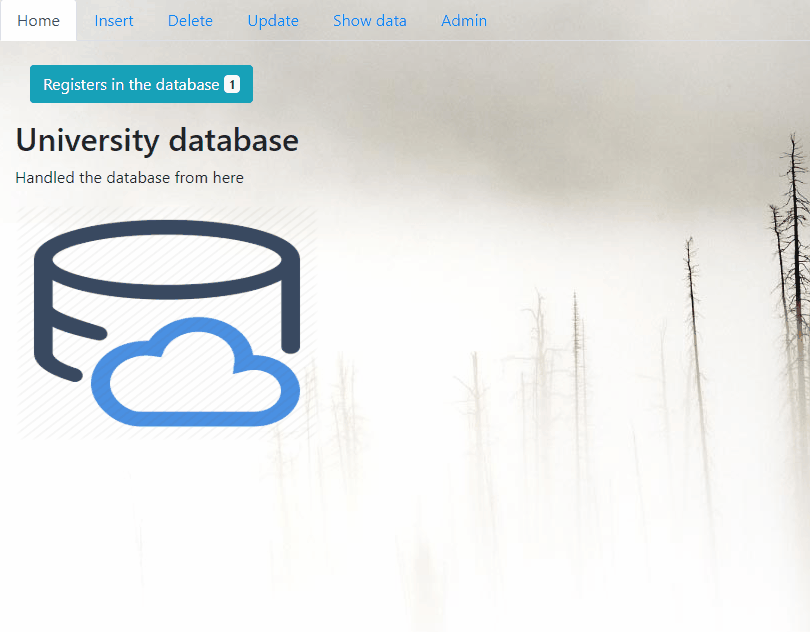 Home Insert Delete Update Show data Admin
Registers in the database 1
University database
Handled the database from here